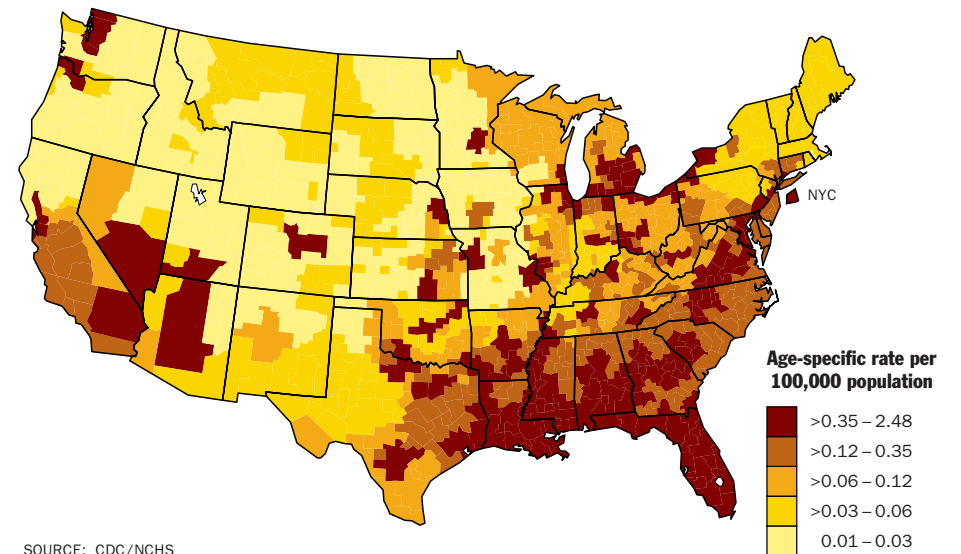 NYC
Age-specific rate per
100,000 population
>0.35 – 2.48
>0.12 – 0.35
>0.06 – 0.12
>0.03 – 0.06
0.01 – 0.03
SOURCE: CDC/NCHS